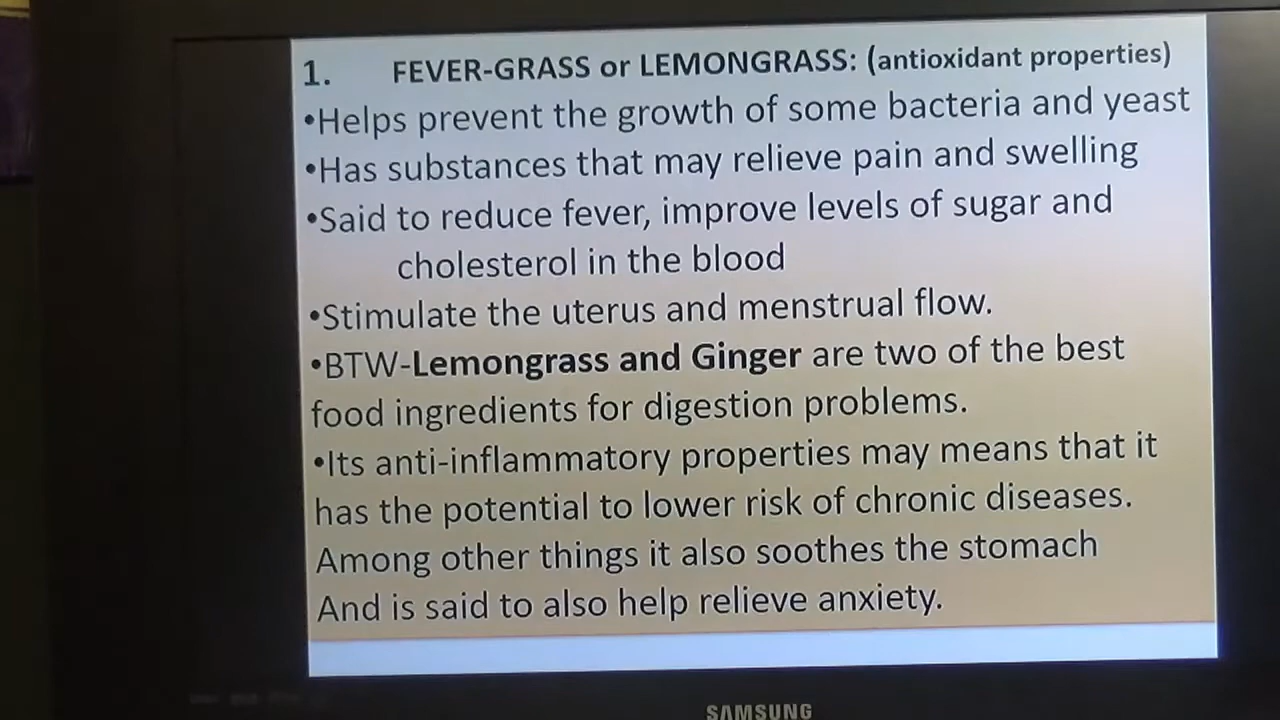 1. FEVER-GRASS or LEMONGRASS: (antioxidant properties)
•Helps prevent the growth of some bacteria and yeast
•Has substances that may relieve pain and swelling
•Said to reduce fever, improve levels of sugar and
cholesterol in the blood
•Stimulate the uterus and menstrual flow.
•BTW-Lemongrass and Ginger are two of the best
food ingredients for digestion problems.
•Its anti-inflammatory properties may means that it
has the potential to lower risk of chronic diseases.
Among other things it also soothes the stomach
And is said to also help relieve anxiety.
SAMSUNG